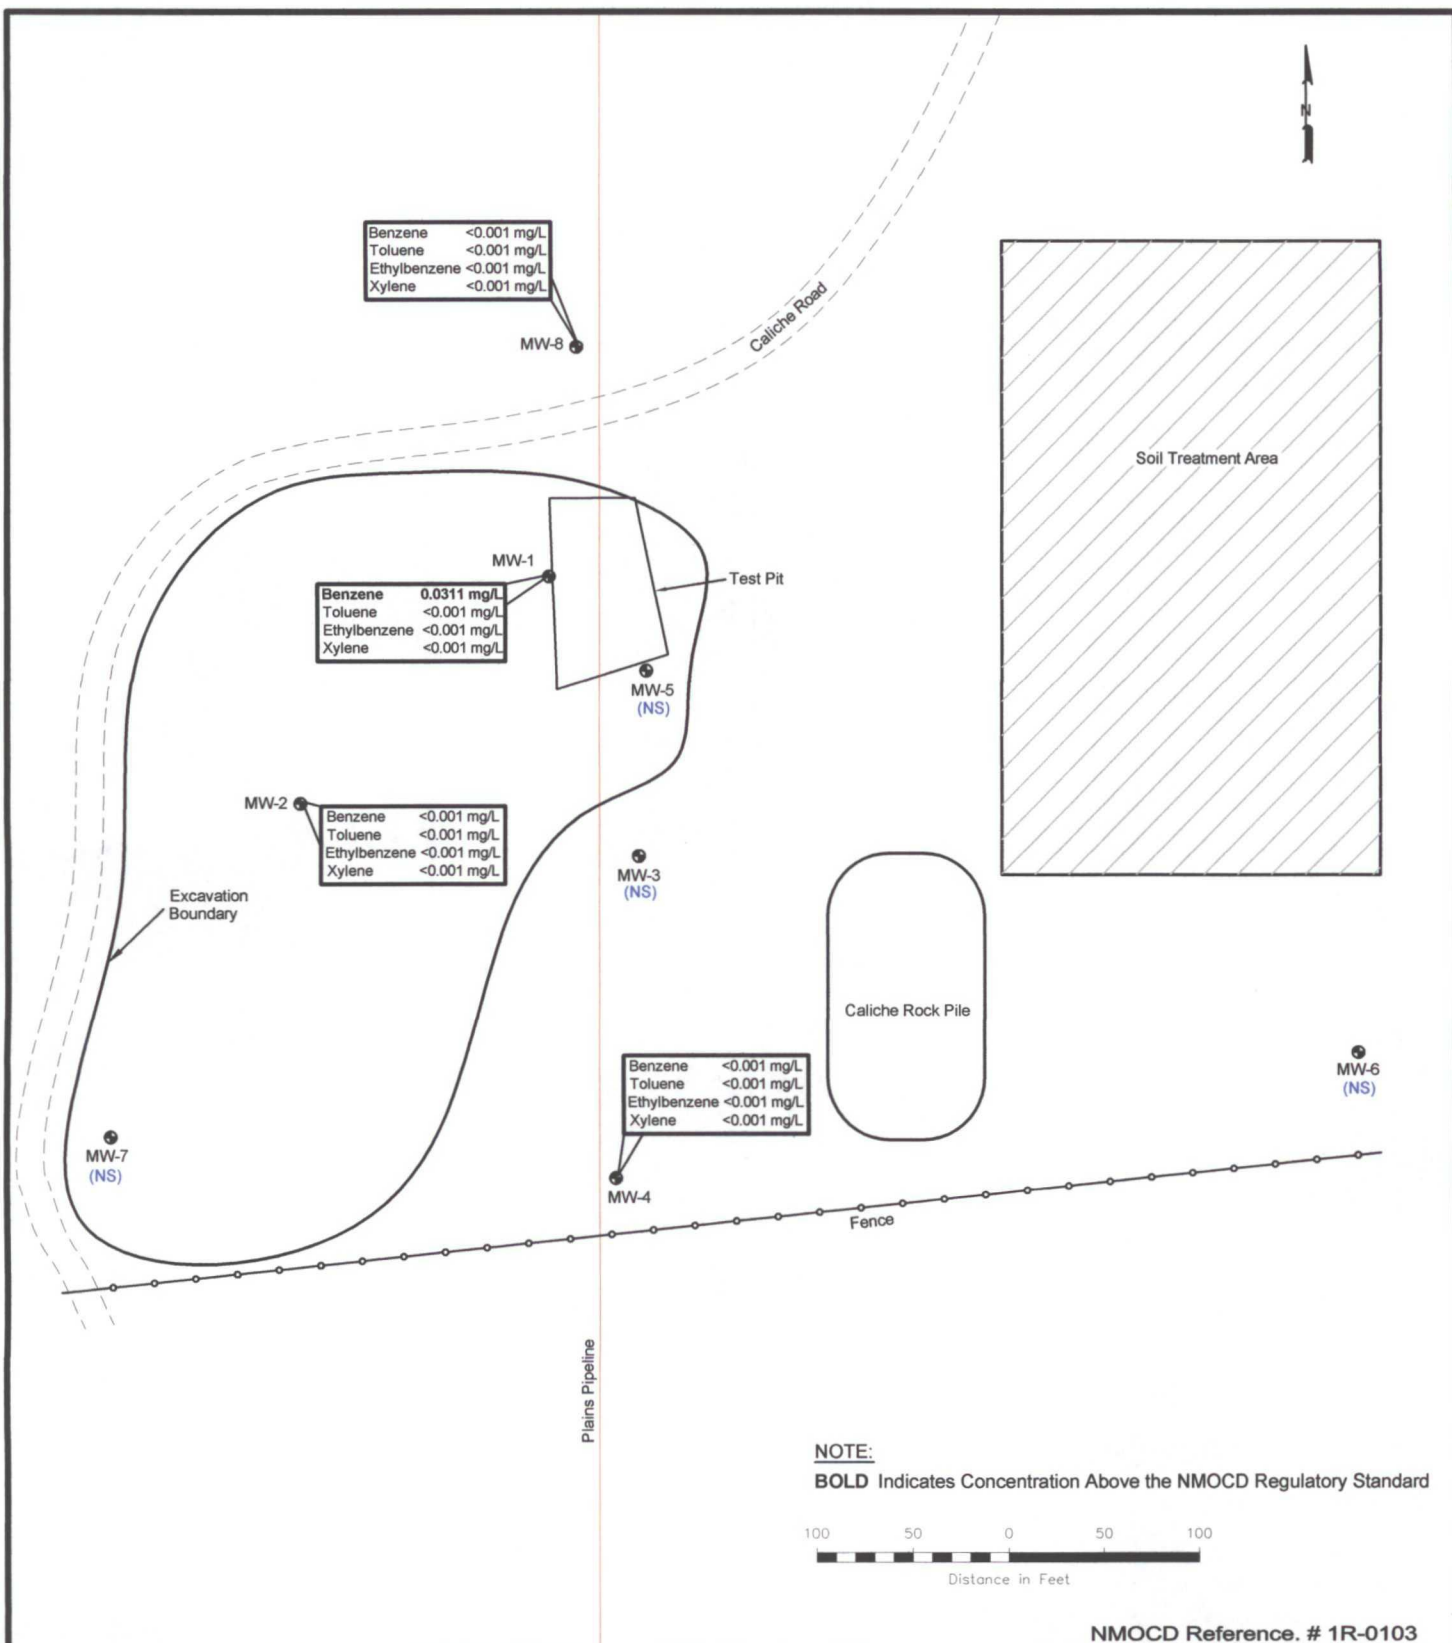 N
Benzene <0.001 mg/L
Toluene <0.001 mg/L
Ethylbenzene <0.001 mg/L
Xylene <0.001 mg/L
MW-8
Caliche Road
Soil Treatment Area
MW-1
Benzene 0.0311 mg/L
Toluene <0.001 mg/L
Ethylbenzene <0.001 mg/L
Xylene <0.001 mg/L
Test Pit
MW-5
(NS)
MW-2
Benzene <0.001 mg/L
Toluene <0.001 mg/L
Ethylbenzene <0.001 mg/L
Xylene <0.001 mg/L
MW-3
(NS)
Excavation
Boundary
Caliche Rock Pile
Benzene <0.001 mg/L
Toluene <0.001 mg/L
Ethylbenzene <0.001 mg/L
Xylene <0.001 mg/L
MW-6
(NS)
MW-7
(NS)
MW-4
Fence
Plains Pipeline
NOTE:
BOLD Indicates Concentration Above the NMOCD Regulatory Standard
100 50 0 50 100
Distance in Feet
NMOCD Reference. # 1R-0103